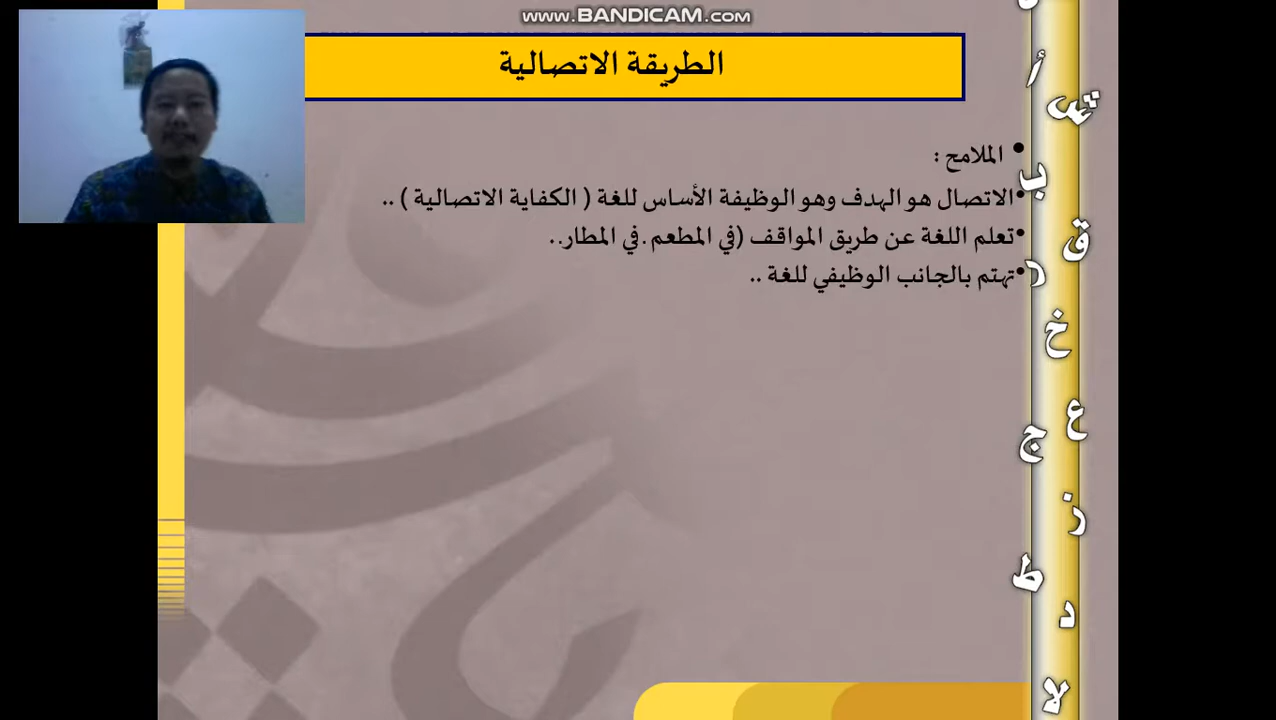 WWW.BANDICAM.COM
الطريقة الاتصالية
• الملامح :
•الاتصال هو الهدف وهو الوظيفة الأساس للغة ( الكفاية الاتصالية ) ..
•تعلم اللغة عن طريق المواقف (في المطعم .في المطار..
•تهتم بالجانب الوظيفي للغة ..
أ
ب
ق
خ
ع
ج
ز
ط
د
لا